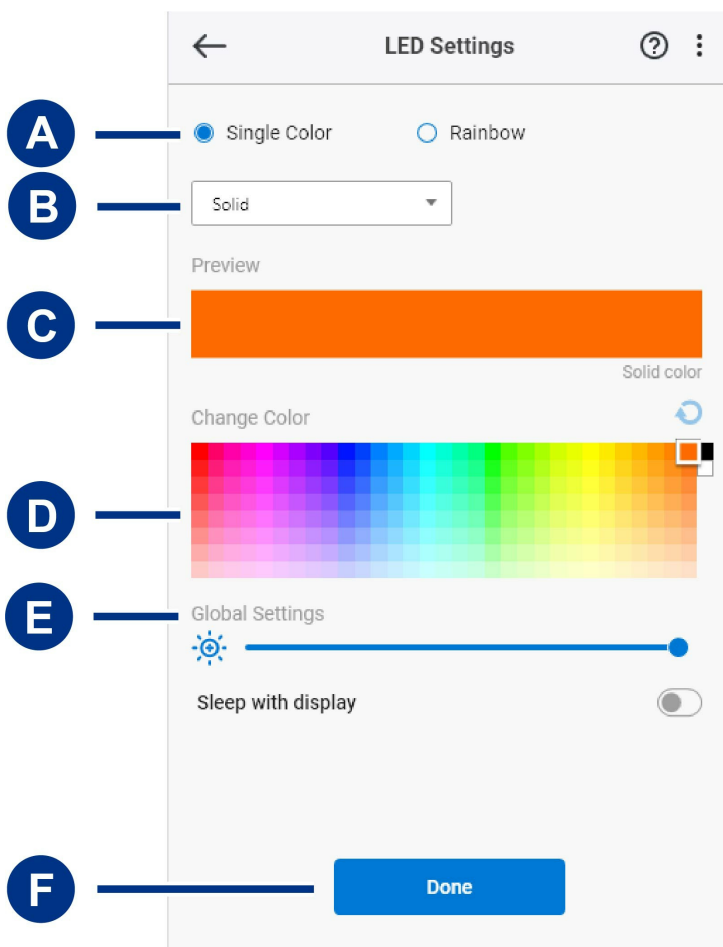 LED Settings
A
Single Color
Rainbow
B
Solid
Preview
C
Solid color
Change Color
D
E
Global Settings
Sleep with display
F
Done